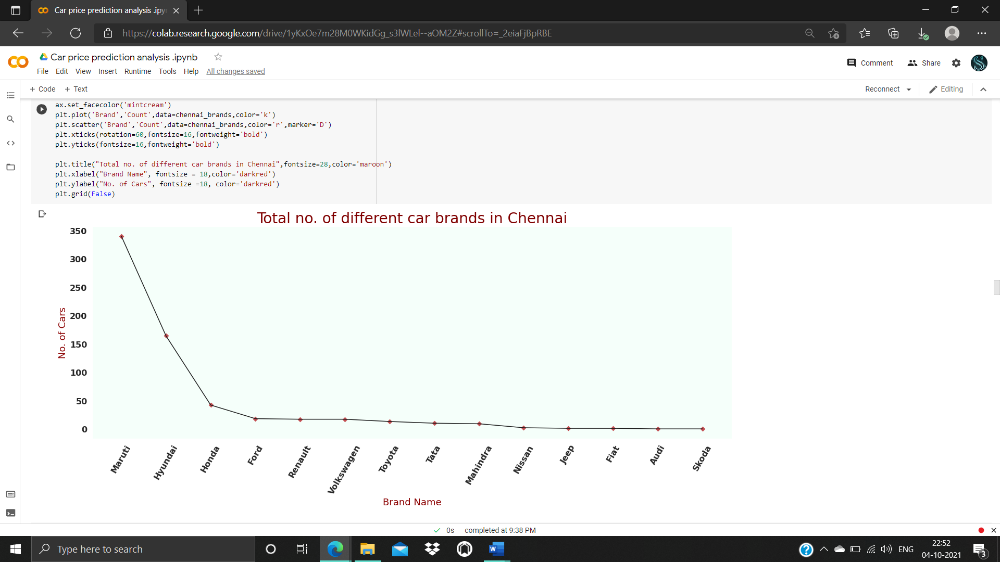 Car price prediction analysis .ipy
https://colab.research.google.com/drive/1yKxOe7m28M0WKidGg_s3lWLel--aOM2Z#scrollTo=_2eiaFjBpRBE
Car price prediction analysis .ipynb
Comment
Share
File Edit View Insert Runtime Tools Help All changes saved
+ Code + Text
Reconnect
Editing
ax.set_facecolor('mintcream')
plt.plot('Brand','Count',data=chennai_brands,color='k')
plt.scatter('Brand','Count',data=chennai_brands,color='r',marker='D')
plt.xticks(rotation=60,fontsize=16,fontweight='bold')
plt.yticks(fontsize=16,fontweight='bold')
plt.title("Total no. of different car brands in Chennai",fontsize=28,color='maroon')
plt.xlabel("Brand Name", fontsize = 18,color='darkred')
plt.ylabel("No. of Cars", fontsize =18, color='darkred')
plt.grid(False)
Total no. of different car brands in Chennai
350
300
250
200
150
100
50
0
No. of Cars
Maruti
Hyundai
Honda
Ford
Renault
Volkswagen
Toyota
Tata
Mahindra
Nissan
Jeep
Fiat
Audi
Skoda
Brand Name
0s completed at 9:38 PM
Type here to search
W
ENG
22:52
04-10-2021
3